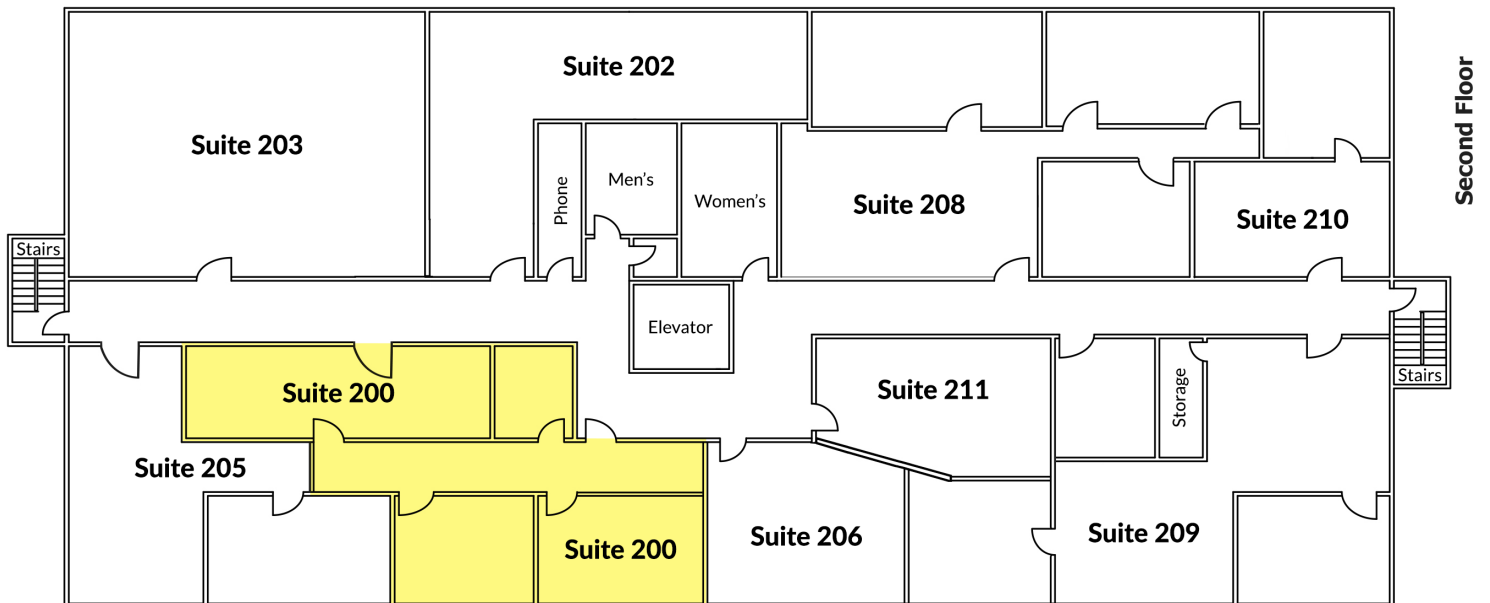 Suite 202
Second Floor
Suite 203
Phone
Men's
Women's
Suite 208
Suite 210
Stairs
Elevator
Stairs
Suite 200
Suite 211
Storage
Suite 205
Suite 206
Suite 209
Suite 200